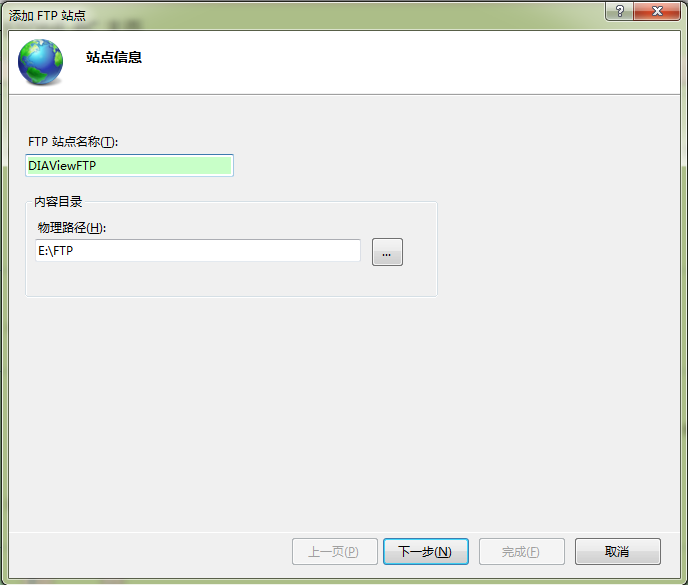 添加 FTP 站点
站点信息
FTP 站点名称(T):
DIAViewFTP
内容目录
物理路径(H):
E:\FTP
...
上一页(P) 下一步(N) 完成(F) 取消